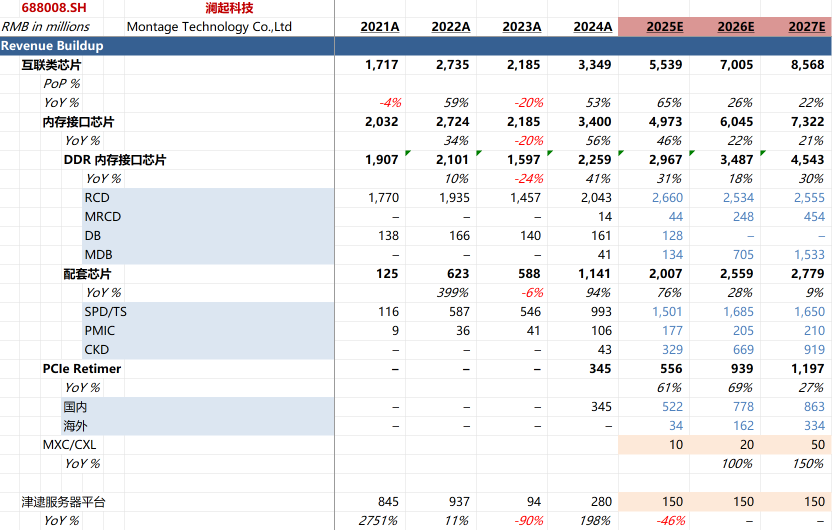 688008.SH 澜起科技
RMB in millions Montage Technology Co.,Ltd 2021A 2022A 2023A 2024A 2025E 2026E 2027E
Revenue Buildup
互联类芯片 1,717 2,735 2,185 3,349 5,539 7,005 8,568
PoP %
YoY % -4% 59% -20% 53% 65% 26% 22%
内存接口芯片 2,032 2,724 2,185 3,400 4,973 6,045 7,322
YoY % 34% -20% 56% 46% 22% 21%
DDR 内存接口芯片 1,907 2,101 1,597 2,259 2,967 3,487 4,543
YoY % 10% -24% 41% 31% 18% 30%
RCD 1,770 1,935 1,457 2,043 2,660 2,534 2,555
MRCD – – – 14 44 248 454
DB 138 166 140 161 128 – –
MDB 41 134 705 1,533
配套芯片 125 623 588 1,141 2,007 2,559 2,779
YoY % 399% -6% 94% 76% 28% 9%
SPD/TS 116 587 546 993 1,501 1,685 1,650
PMIC 9 36 41 106 177 205 210
CKD – – – 43 329 669 919
PCIe Retimer – – – 345 556 939 1,197
YoY % 61% 69% 27%
国内 – – – 345 522 778 863
海外 – – – – 34 162 334
MXC/CXL 10 20 50
YoY % 100% 150%
津逮服务器平台 845 937 94 280 150 150 150
YoY % 2751% 11% -90% 198% -46% – –